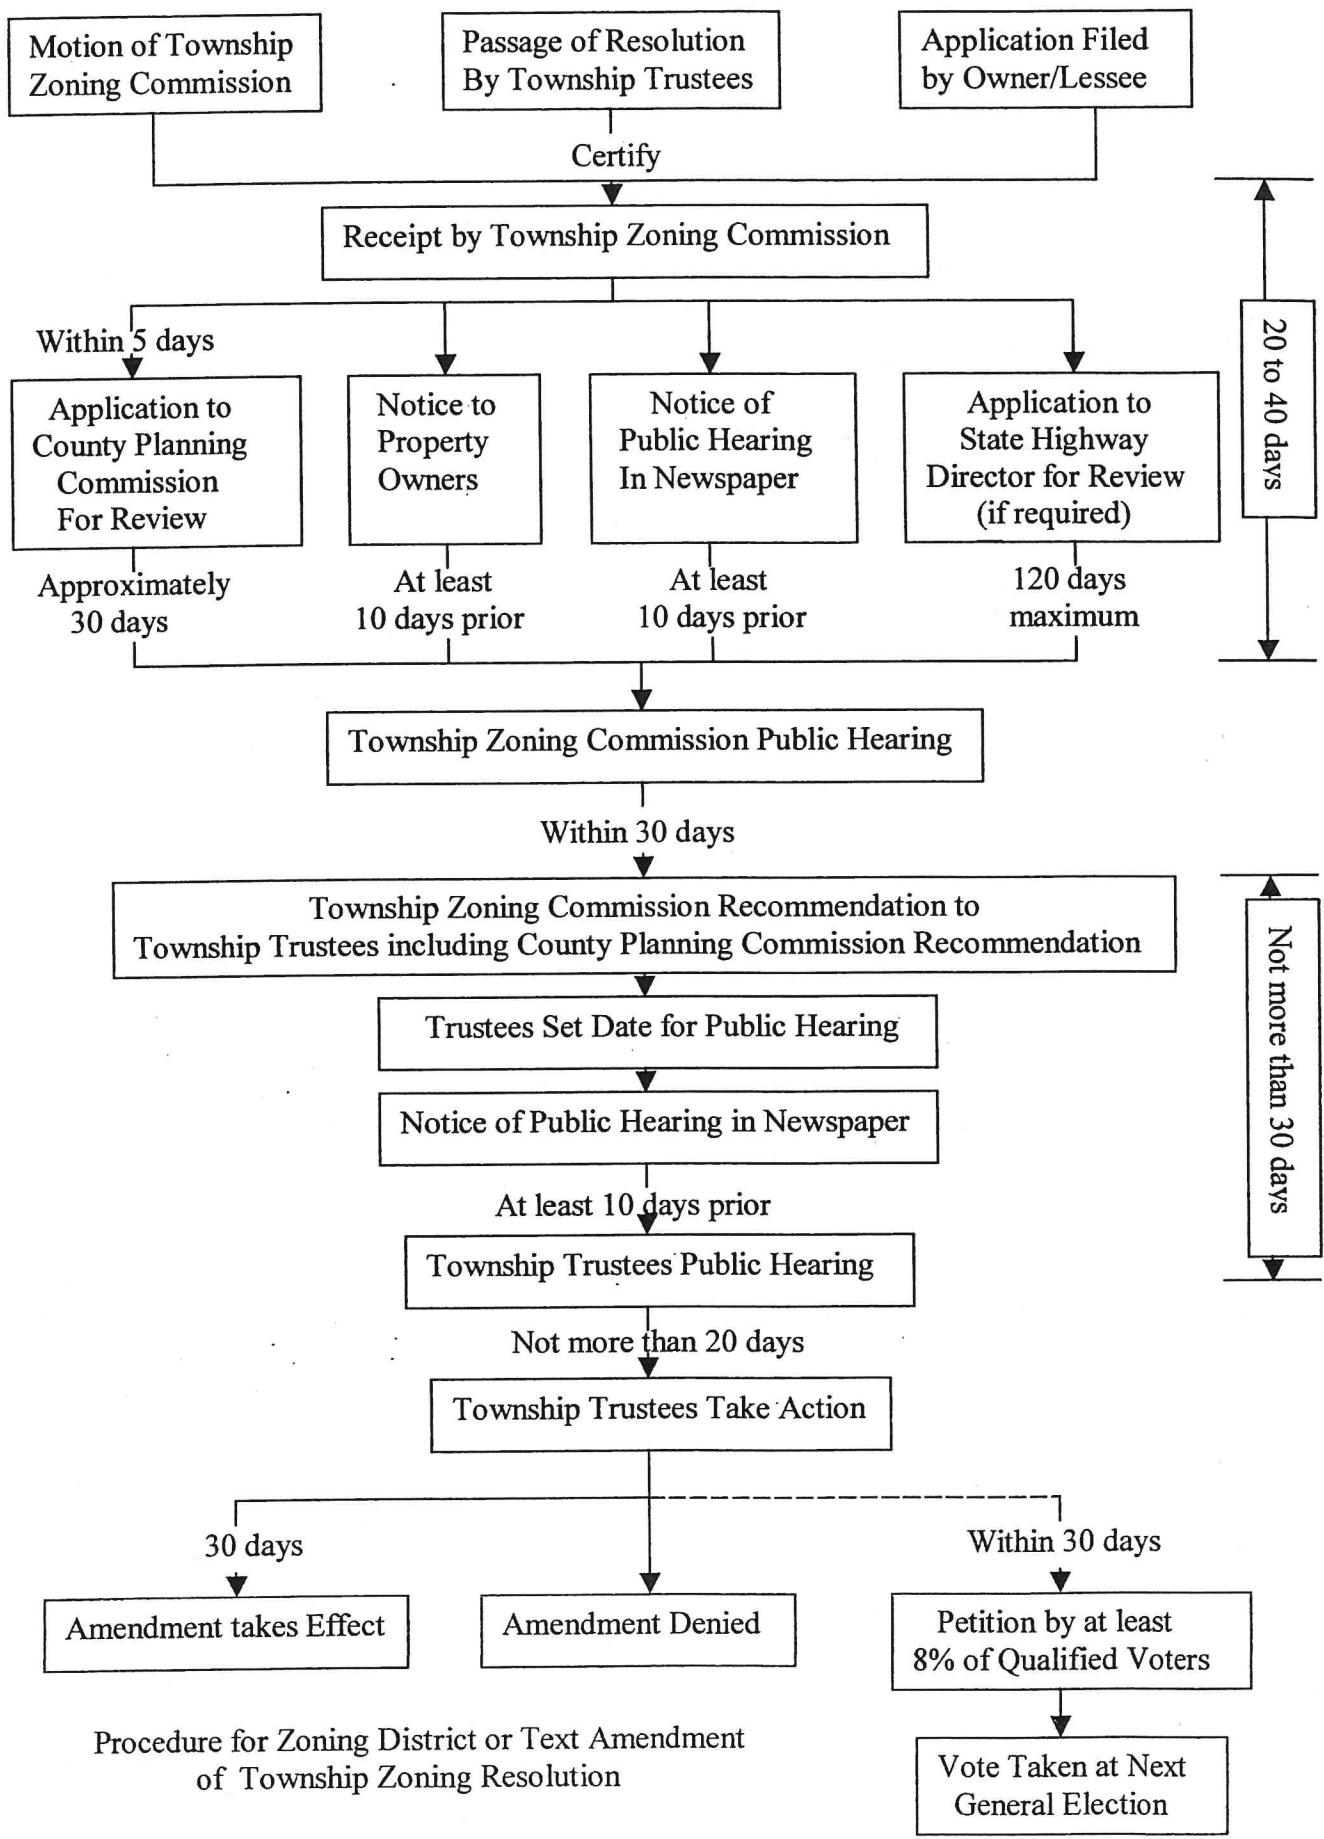 Motion of Township
Zoning Commission
Passage of Resolution
By Township Trustees
Application Filed
by Owner/Lessee
Certify
Receipt by Township Zoning Commission
20 to 40 days
Within 5 days
Application to
County Planning
Commission
For Review
Notice to
Property
Owners
Notice of
Public Hearing
In Newspaper
Application to
State Highway
Director for Review
(if required)
Approximately
30 days
At least
10 days prior
At least
10 days prior
120 days
maximum
Township Zoning Commission Public Hearing
Within 30 days
Township Zoning Commission Recommendation to
Township Trustees including County Planning Commission Recommendation
Not more than 30 days
Trustees Set Date for Public Hearing
Notice of Public Hearing in Newspaper
At least 10 days prior
Township Trustees Public Hearing
Not more than 20 days
Township Trustees Take Action
30 days
Within 30 days
Amendment takes Effect
Amendment Denied
Petition by at least
8% of Qualified Voters
Procedure for Zoning District or Text Amendment
of Township Zoning Resolution
Vote Taken at Next
General Election